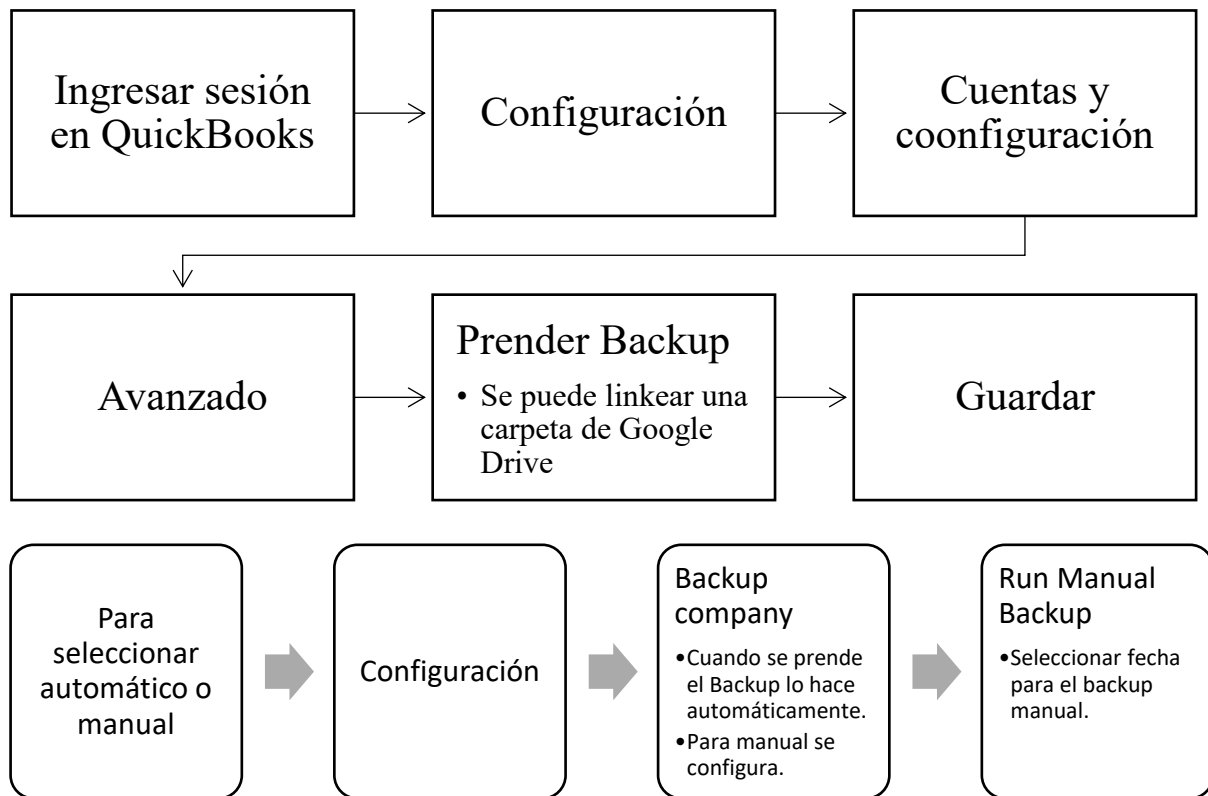 Ingresar sesión
en QuickBooks
Configuración
Cuentas y
coonfiguración
Avanzado
Prender Backup
• Se puede linkear una
carpeta de Google
Drive
Guardar
Para
seleccionar
automático o
manual
Configuración
Backup
company
•Cuando se prende
el Backup lo hace
automáticamente.
•Para manual se
configura.
Run Manual
Backup
•Seleccionar fecha
para el backup
manual.